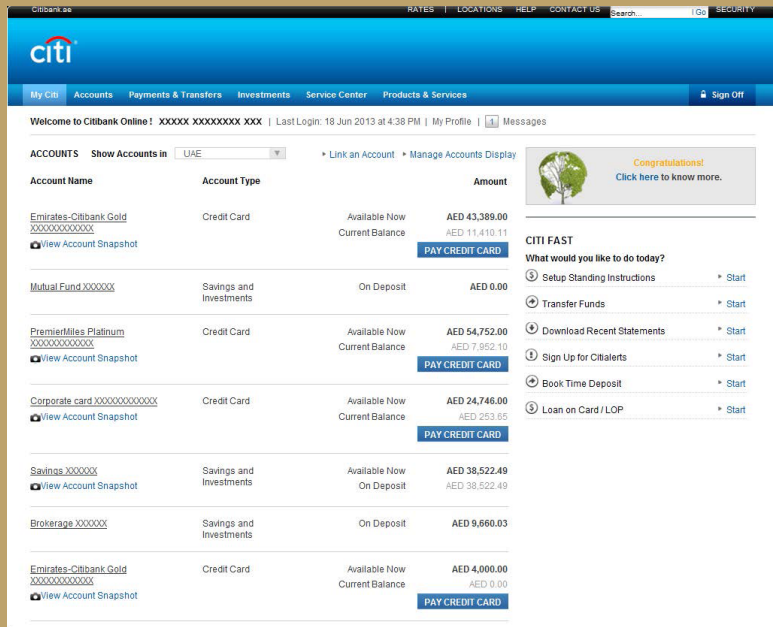 Citibank.ae RATES | LOCATIONS HELP CONTACT US Search... Go SECURITY
citi
My Citi Accounts Payments & Transfers Investments Service Center Products & Services Sign Off
Welcome to Citibank Online ! XXXXX XXXXXXXX XXX | Last Login: 18 Jun 2013 at 4:38 PM | My Profile | 1 Messages
ACCOUNTS Show Accounts in UAE Link an Account Manage Accounts Display
Account Name Account Type Amount
Emirates-Citibank Gold Credit Card Available Now AED 43,389.00
XXXXXXXXXXXX Current Balance AED 11,410.11
View Account Snapshot
PAY CREDIT CARD
Mutual Fund XXXXXX Savings and On Deposit AED 0.00
Investments
PremierMiles Platinum Credit Card Available Now AED 54,752.00
XXXXXXXXXXXX Current Balance AED 7,952.10
View Account Snapshot
PAY CREDIT CARD
Corporate card XXXXXXXXXXXX Credit Card Available Now AED 24,746.00
View Account Snapshot Current Balance AED 253.65
PAY CREDIT CARD
Savings XXXXXX Savings and Available Now AED 38,522.49
View Account Snapshot Investments On Deposit AED 38,522.49
Brokerage XXXXXX Savings and On Deposit AED 9,660.03
Investments
Emirates-Citibank Gold Credit Card Available Now AED 4,000.00
XXXXXXXXXXXX Current Balance AED 0.00
View Account Snapshot
PAY CREDIT CARD
Congratulations!
Click here to know more.
CITI FAST
What would you like to do today?
Setup Standing Instructions Start
Transfer Funds Start
Download Recent Statements Start
Sign Up for Citialerts Start
Book Time Deposit Start
Loan on Card / LOP Start